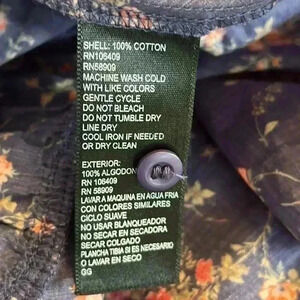 SHELL: 100% COTTON
RN106409
RN58909
MACHINE WASH COLD
WITH LIKE COLORS
GENTLE CYCLE
DO NOT BLEACH
DO NOT TUMBLE DRY
LINE DRY
COOL IRON IF NEEDED
OR DRY CLEAN
EXTERIOR:
100% ALGODON
RN 106409
RN 58909
LAVAR A MAQUINA EN AGUA FRIA
CON COLORES SIMILARES
CICLO SUAVE
NO USAR BLANQUEADOR
NO SECAR EN SECADORA
SECAR COLGADO
PLANCHA TIBIA SI ES NECESARIO
O LAVAR EN SECO
GG